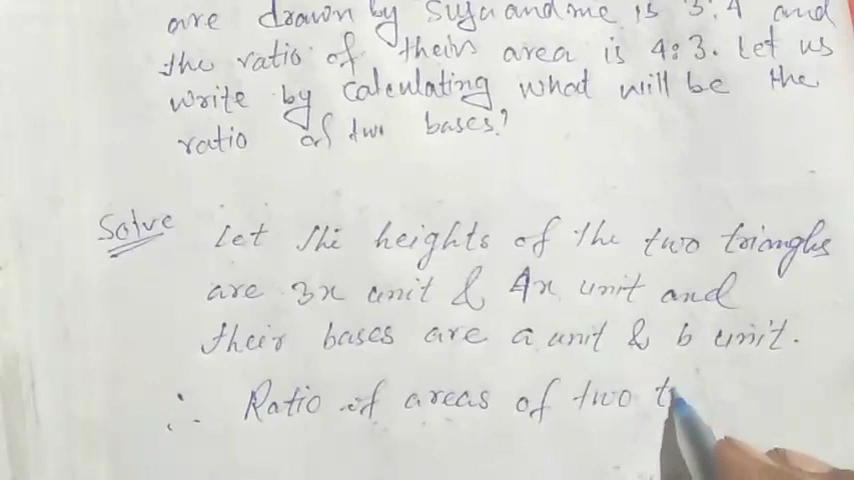 are drawn by Suja and me is 3:4 and
the ratio of their area is 4:3. Let us
write by calculating what will be the
ratio of two bases?
Solve Let the heights of the two triangles
are 3x unit & 4x unit and
their bases are a unit & b unit.
∴ Ratio of areas of two t